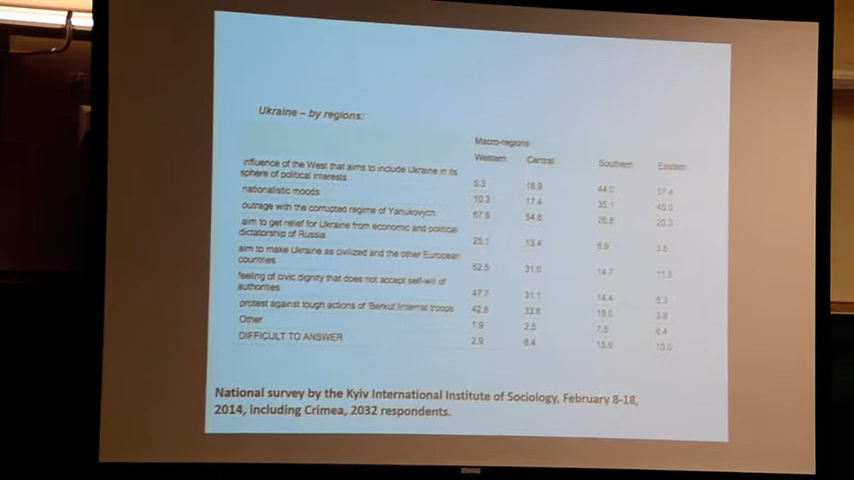 Ukraine – by regions:
Macro-regions
Western Central Southern Eastern
influence of the West that aims to include Ukraine in its
sphere of political interests 5.3 16.9 44.0 57.4
nationalistic moods 10.3 17.4 35.1 45.0
outrage with the corrupted regime of Yanukovych 67.8 54.8 26.8 20.0
aim to get relief for Ukraine from economic and political
dictatorship of Russia 25.1 13.4 6.9 3.6
aim to make Ukraine as civilized and the other European
countries 52.5 31.0 14.7 11.5
feeling of civic dignity that does not accept self-will of
authorities 47.7 31.1 14.4 5.3
protest against tough actions of 'Berkut' internal troops 42.8 33.8 19.0 3.9
Other 1.9 2.5 7.5 6.4
DIFFICULT TO ANSWER 2.9 8.4 15.6 10.0
National survey by the Kyiv International Institute of Sociology, February 8-18,
2014, including Crimea, 2032 respondents.